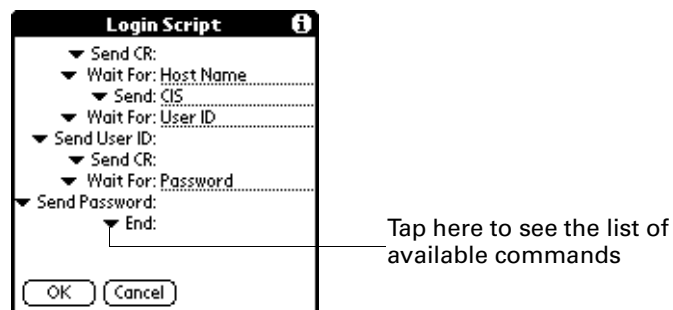 Login Script i
Send CR:
Wait For: Host Name
Send: CIS
Wait For: User ID
Send User ID:
Send CR:
Wait For: Password
Send Password:
End:
Tap here to see the list of
available commands
OK Cancel